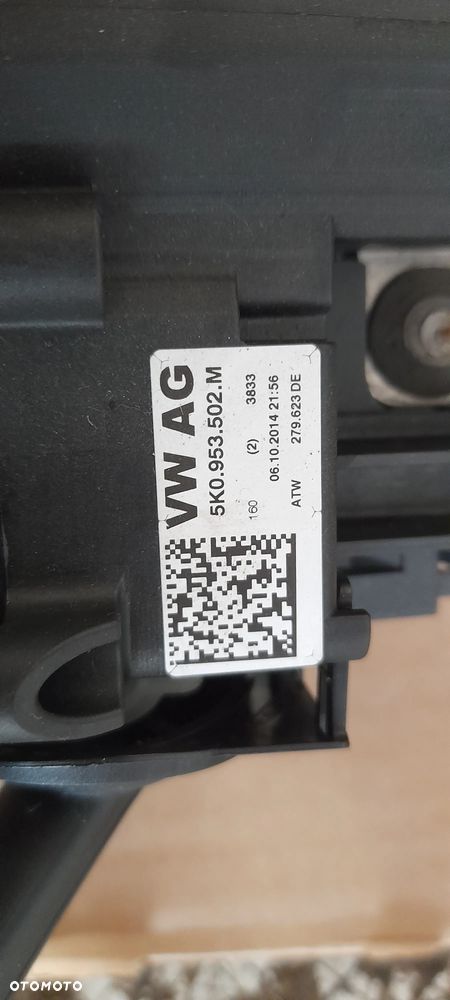 VW AG
5K0.953.502.M
160 (2) 3833
06.10.2014 21:56
ATW 279.623 DE
OTOMOTO